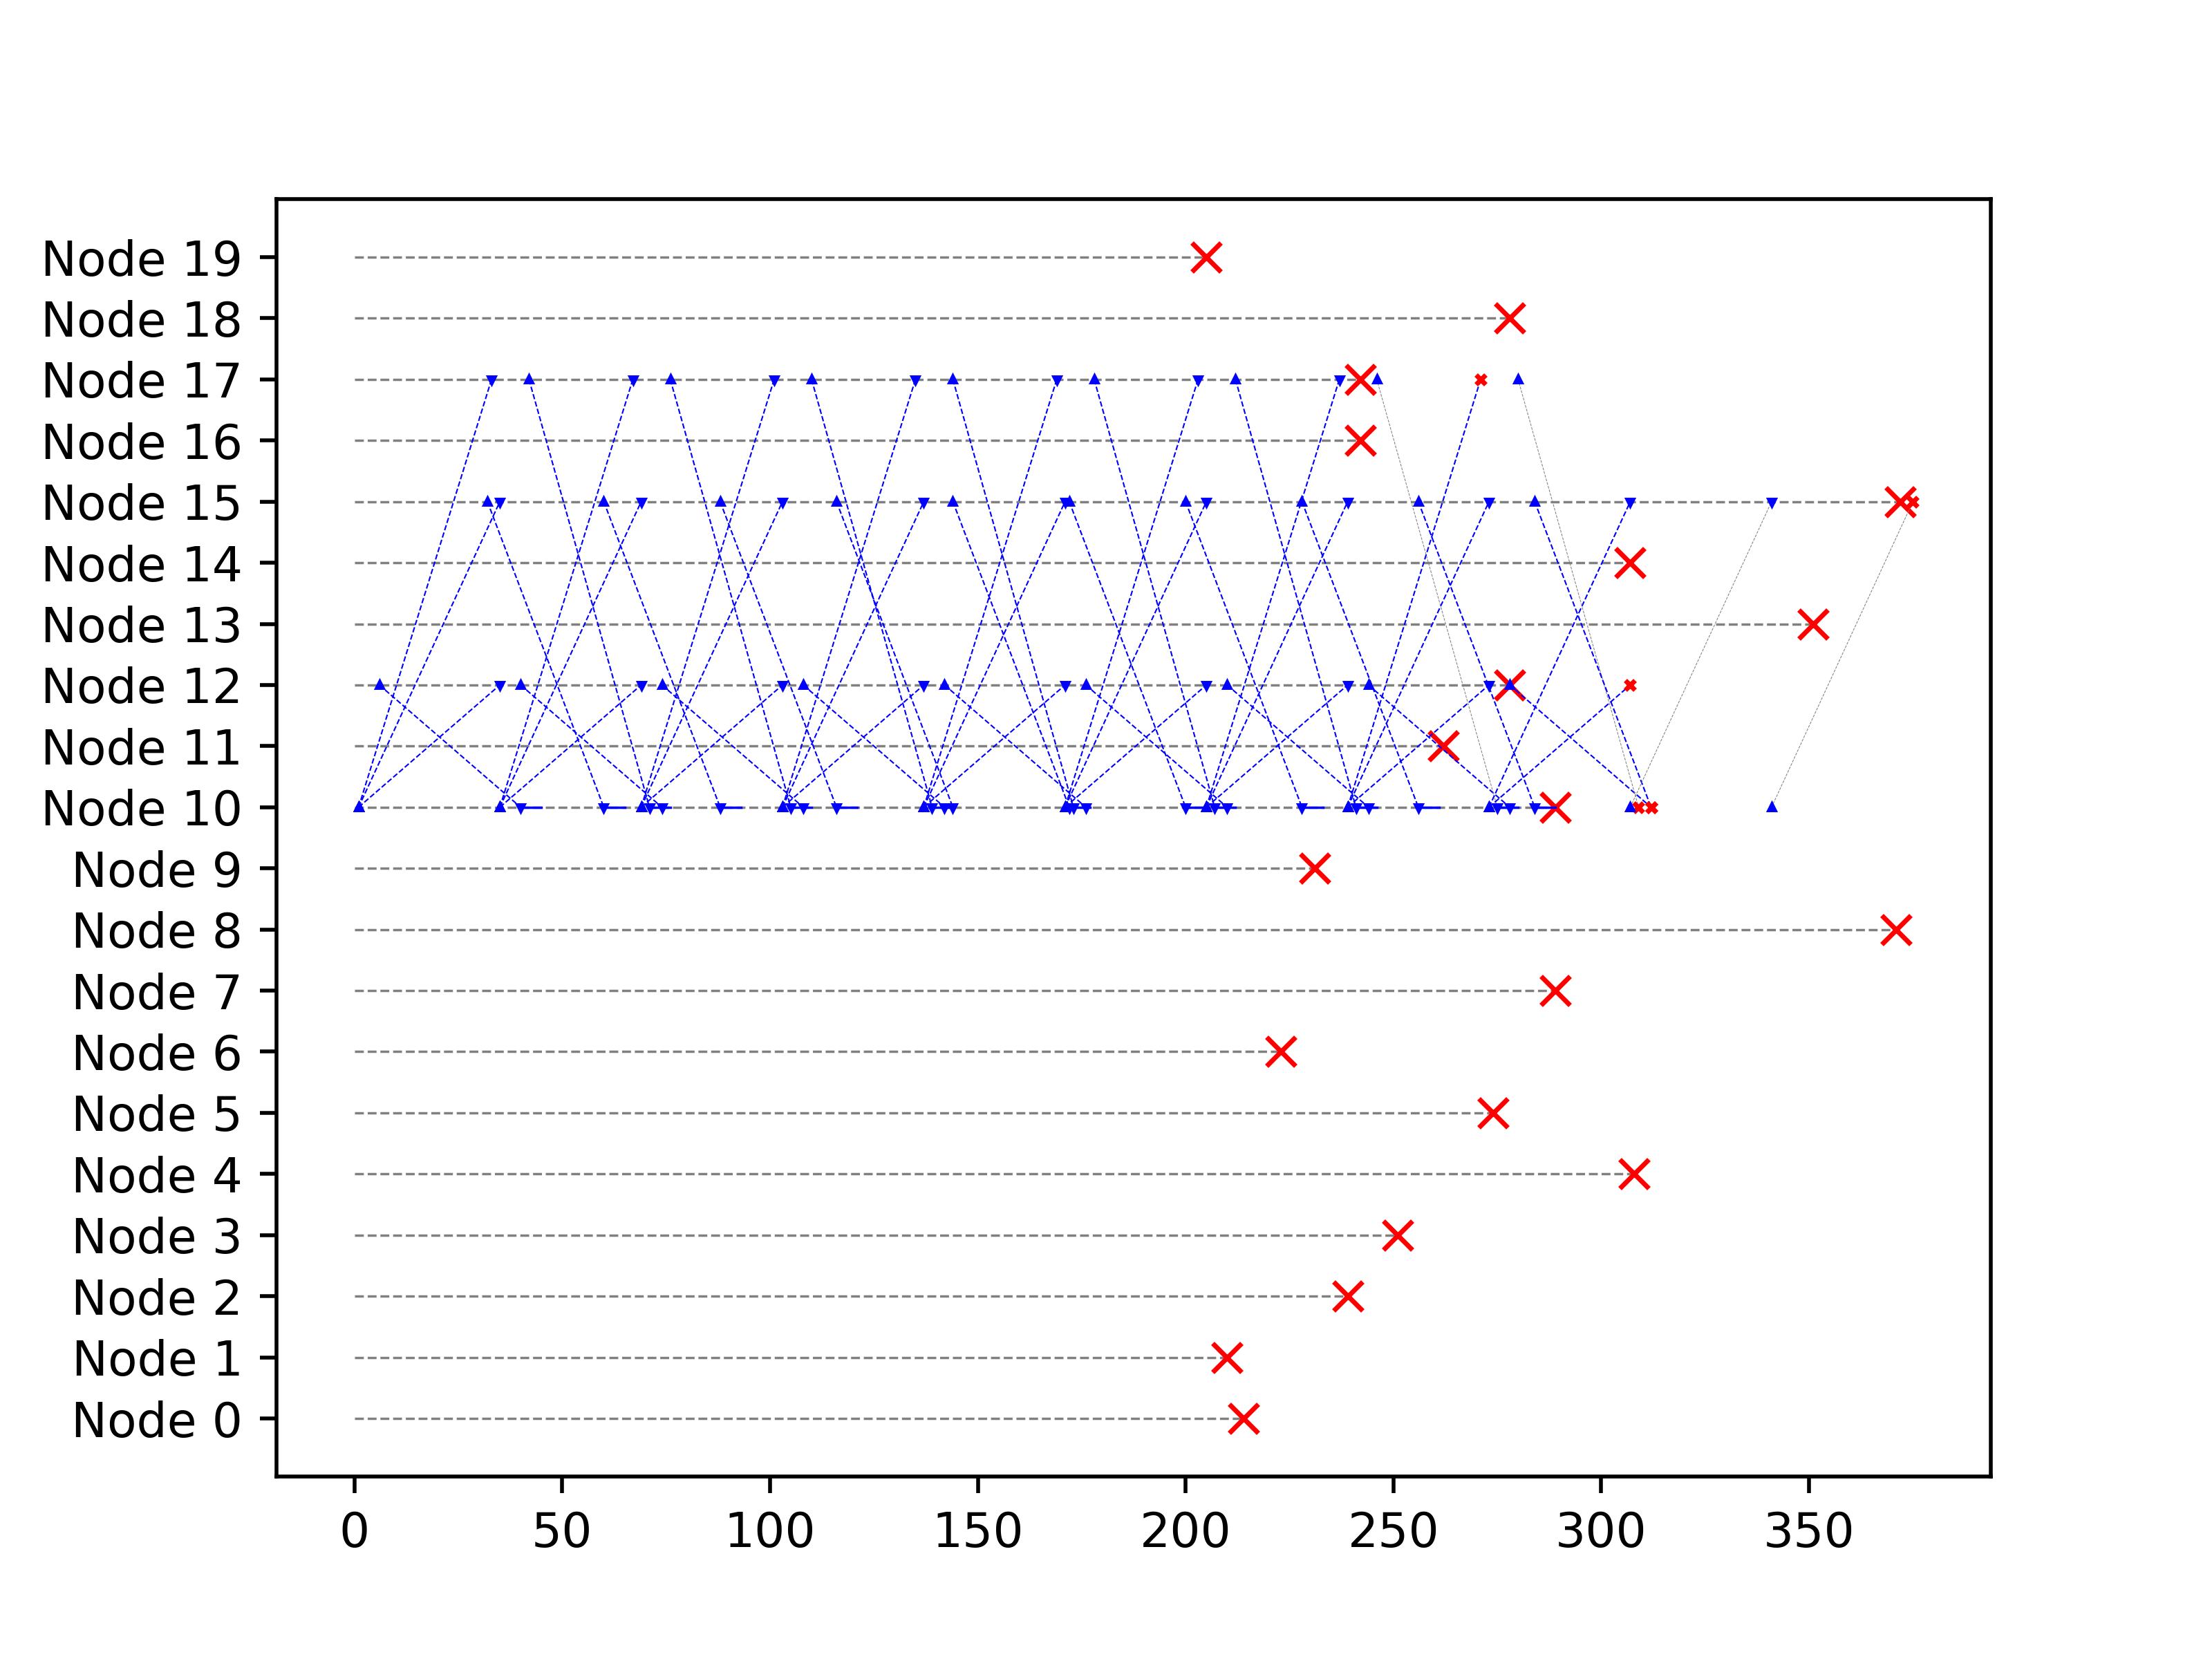 Node 19
Node 18
Node 17
Node 16
Node 15
Node 14
Node 13
Node 12
Node 11
Node 10
Node 9
Node 8
Node 7
Node 6
Node 5
Node 4
Node 3
Node 2
Node 1
Node 0
0 50 100 150 200 250 300 350